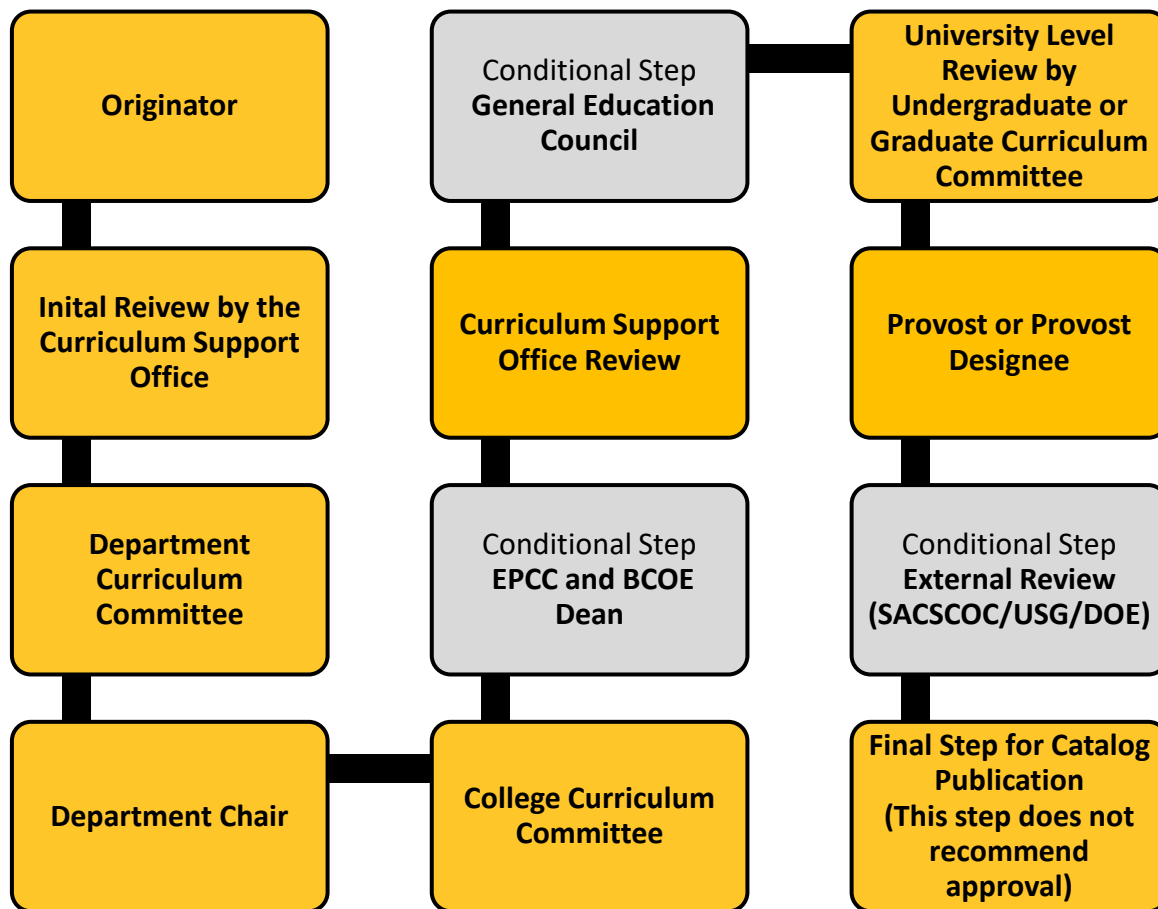 Originator
Inital Reivew by the
Curriculum Support
Office
Department
Curriculum
Committee
Department Chair
College Curriculum
Committee
Conditional Step
EPCC and BCOE
Dean
Curriculum Support
Office Review
Conditional Step
General Education
Council
University Level
Review by
Undergraduate or
Graduate Curriculum
Committee
Provost or Provost
Designee
Conditional Step
External Review
(SACSCOC/USG/DOE)
Final Step for Catalog
Publication
(This step does not
recommend
approval)